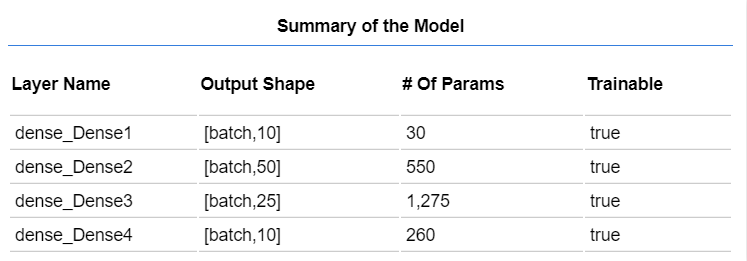 Summary of the Model
Layer Name Output Shape # Of Params Trainable
dense_Dense1 [batch,10] 30 true
dense_Dense2 [batch,50] 550 true
dense_Dense3 [batch,25] 1,275 true
dense_Dense4 [batch,10] 260 true